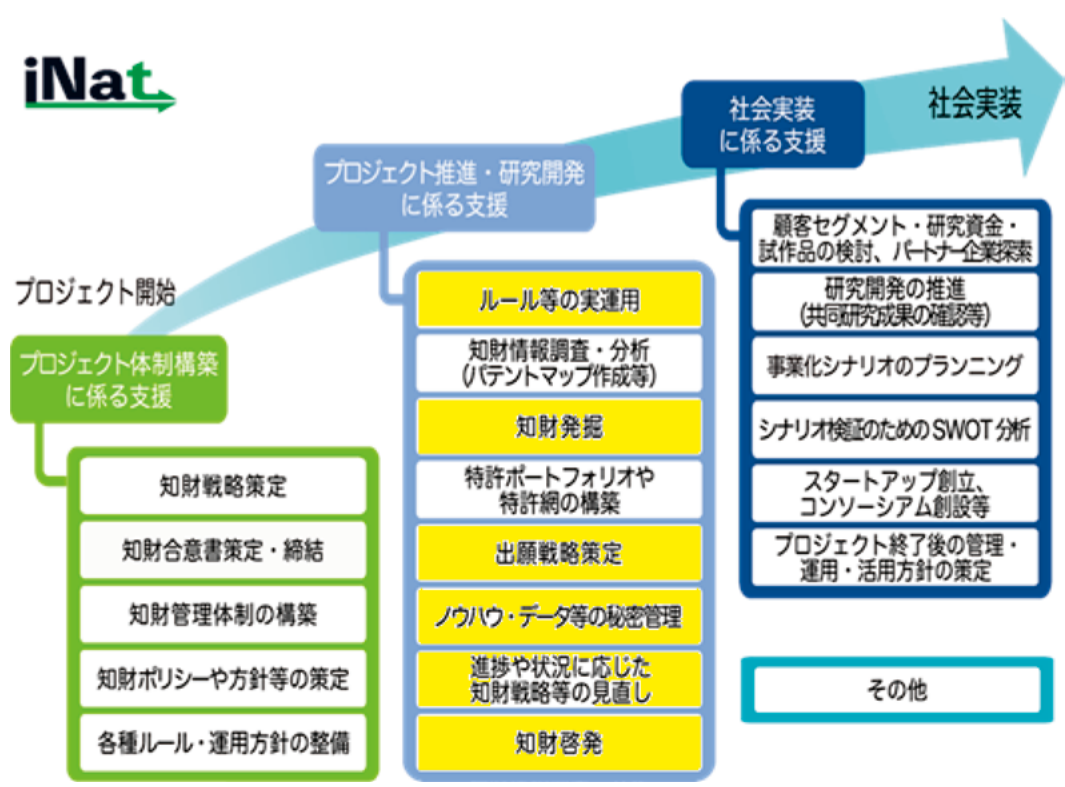 iNat
社会実装
社会実装
に係る支援
プロジェクト推進・研究開発
に係る支援
プロジェクト開始
プロジェクト体制構築
に係る支援
知財戦略策定
知財合意書策定・締結
知財管理体制の構築
知財ポリシーや方針等の策定
各種ルール・運用方針の整備
ルール等の実運用
知財情報調査・分析
(パテントマップ作成等)
知財発掘
特許ポートフォリオや
特許網の構築
出願戦略策定
ノウハウ・データ等の秘密管理
進捗や状況に応じた
知財戦略等の見直し
知財啓発
顧客セグメント・研究資金・
試作品の検討、パートナー企業探索
研究開発の推進
(共同研究成果の確認等)
事業化シナリオのプランニング
シナリオ検証のためのSWOT分析
スタートアップ創立、
コンソーシアム創設等
プロジェクト終了後の管理・
運用・活用方針の策定
その他